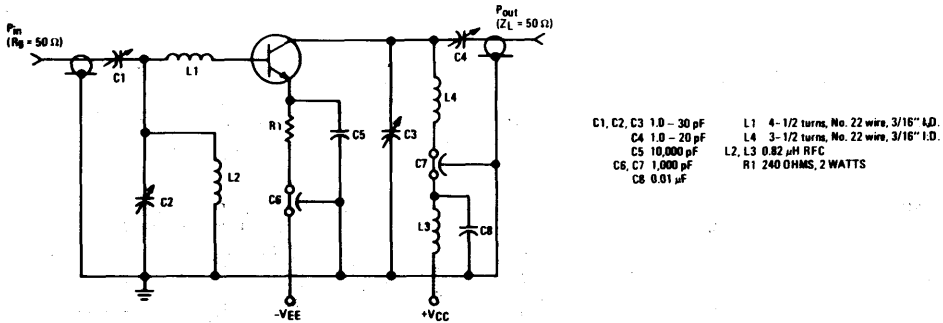 Pin
(RS = 50 Ω)
C1
L1
C2
L2
R1
C6
C5
C3
-VEE
L4
C7
L3
C8
+VCC
C4
Pout
(ZL = 50 Ω)
C1, C2, C3 1.0 – 30 pF
C4 1.0 – 20 pF
C5 10,000 pF
C6, C7 1,000 pF
C8 0.01 μF
L1 4-1/2 turns, No. 22 wire, 3/16" I.D.
L4 3-1/2 turns, No. 22 wire, 3/16" I.D.
L2, L3 0.82 μH RFC
R1 240 OHMS, 2 WATTS